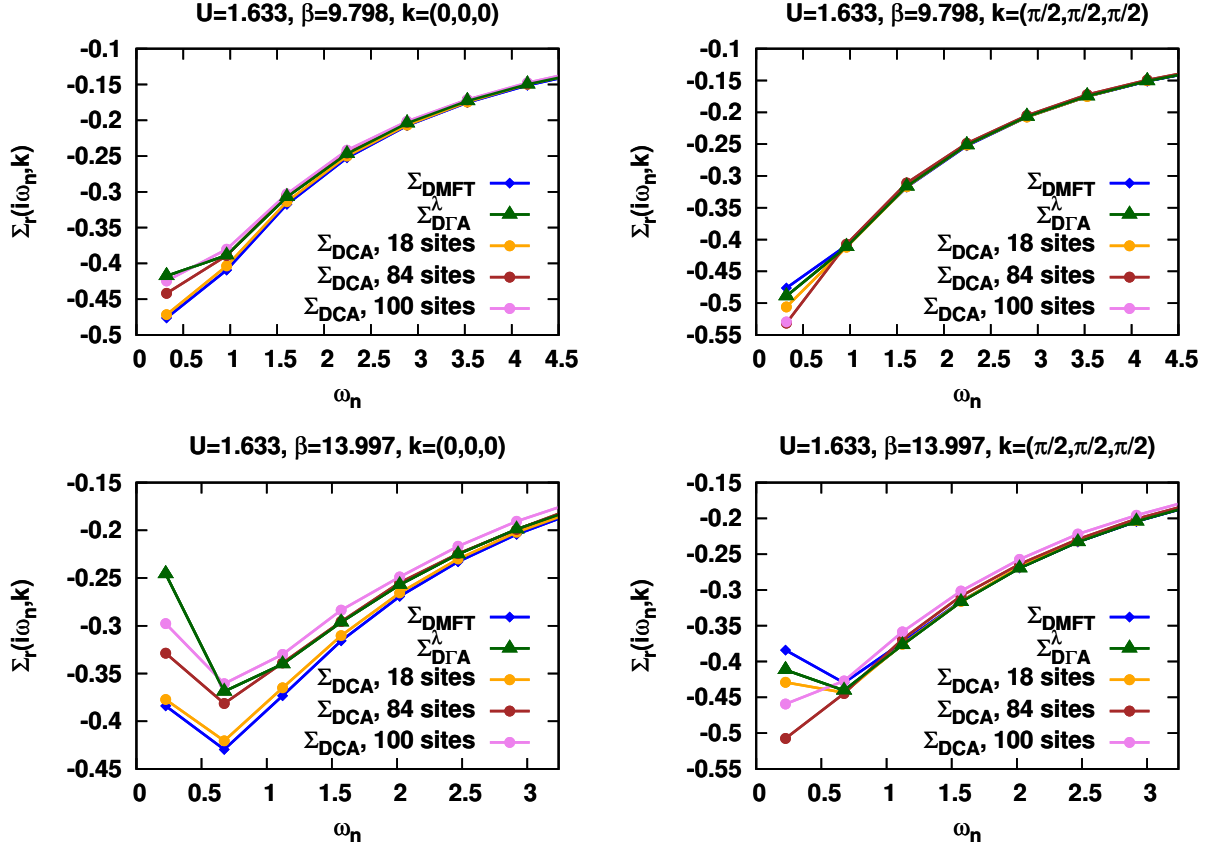 U=1.633, β=9.798, k=(0,0,0)
-0.1
-0.15
-0.2
-0.25
-0.3
-0.35
-0.4
-0.45
-0.5
Σr(iωn,k)
ΣDMFT
ΣλDΓA
ΣDCA, 18 sites
ΣDCA, 84 sites
ΣDCA, 100 sites
0 0.5 1 1.5 2 2.5 3 3.5 4 4.5
ωn
U=1.633, β=9.798, k=(π/2,π/2,π/2)
-0.1
-0.15
-0.2
-0.25
-0.3
-0.35
-0.4
-0.45
-0.5
-0.55
Σr(iωn,k)
ΣDMFT
ΣλDΓA
ΣDCA, 18 sites
ΣDCA, 84 sites
ΣDCA, 100 sites
0 0.5 1 1.5 2 2.5 3 3.5 4 4.5
ωn
U=1.633, β=13.997, k=(0,0,0)
-0.15
-0.2
-0.25
-0.3
-0.35
-0.4
-0.45
Σr(iωn,k)
ΣDMFT
ΣλDΓA
ΣDCA, 18 sites
ΣDCA, 84 sites
ΣDCA, 100 sites
0 0.5 1 1.5 2 2.5 3
ωn
U=1.633, β=13.997, k=(π/2,π/2,π/2)
-0.15
-0.2
-0.25
-0.3
-0.35
-0.4
-0.45
-0.5
-0.55
Σr(iωn,k)
ΣDMFT
ΣλDΓA
ΣDCA, 18 sites
ΣDCA, 84 sites
ΣDCA, 100 sites
0 0.5 1 1.5 2 2.5 3
ωn